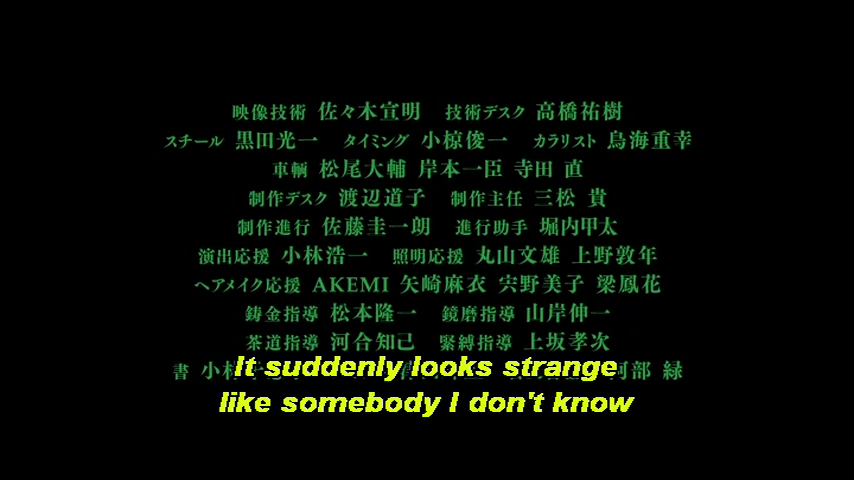 映像技術 佐々木宣明 技術デスク 高橋祐樹
スチール 黒田光一 タイミング 小椋俊一 カラリスト 鳥海重幸
車輌 松尾大輔 岸本一臣 寺田 直
制作デスク 渡辺道子 制作主任 三松 貴
制作進行 佐藤圭一朗 進行助手 堀内甲太
演出応援 小林浩一 照明応援 丸山文雄 上野敦年
ヘアメイク応援 AKEMI 矢崎麻衣 宍野美子 梁鳳花
鋳金指導 松本隆一 鏡磨指導 山岸伸一
茶道指導 河合知己 緊縛指導 上坂孝次
書 小 阿部 緑
It suddenly looks strange
like somebody I don't know